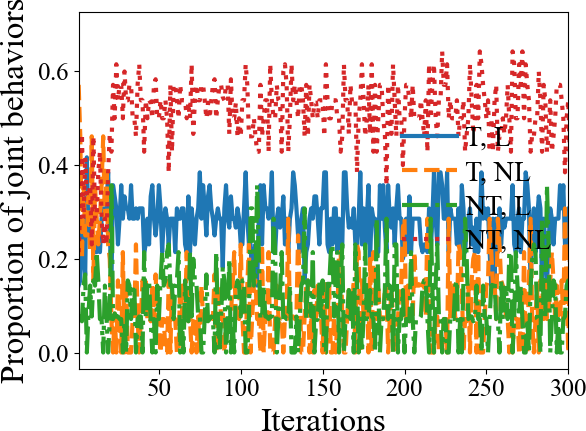 Proportion of joint behaviors
0.6
0.4
0.2
0.0
T, L
T, NL
NT, L
NT, NL
50
100
150
200
250
300
Iterations